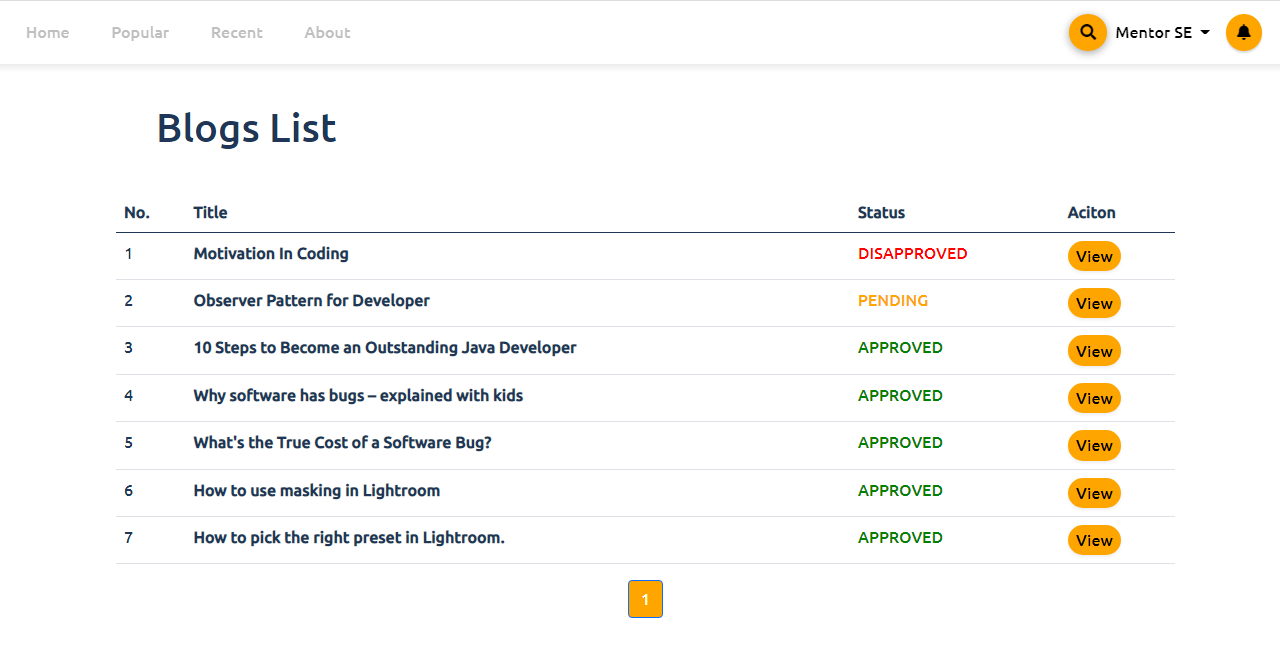 Home Popular Recent About Mentor SE
Blogs List
No. Title Status Aciton
1 Motivation In Coding DISAPPROVED View
2 Observer Pattern for Developer PENDING View
3 10 Steps to Become an Outstanding Java Developer APPROVED View
4 Why software has bugs – explained with kids APPROVED View
5 What's the True Cost of a Software Bug? APPROVED View
6 How to use masking in Lightroom APPROVED View
7 How to pick the right preset in Lightroom. APPROVED View
1